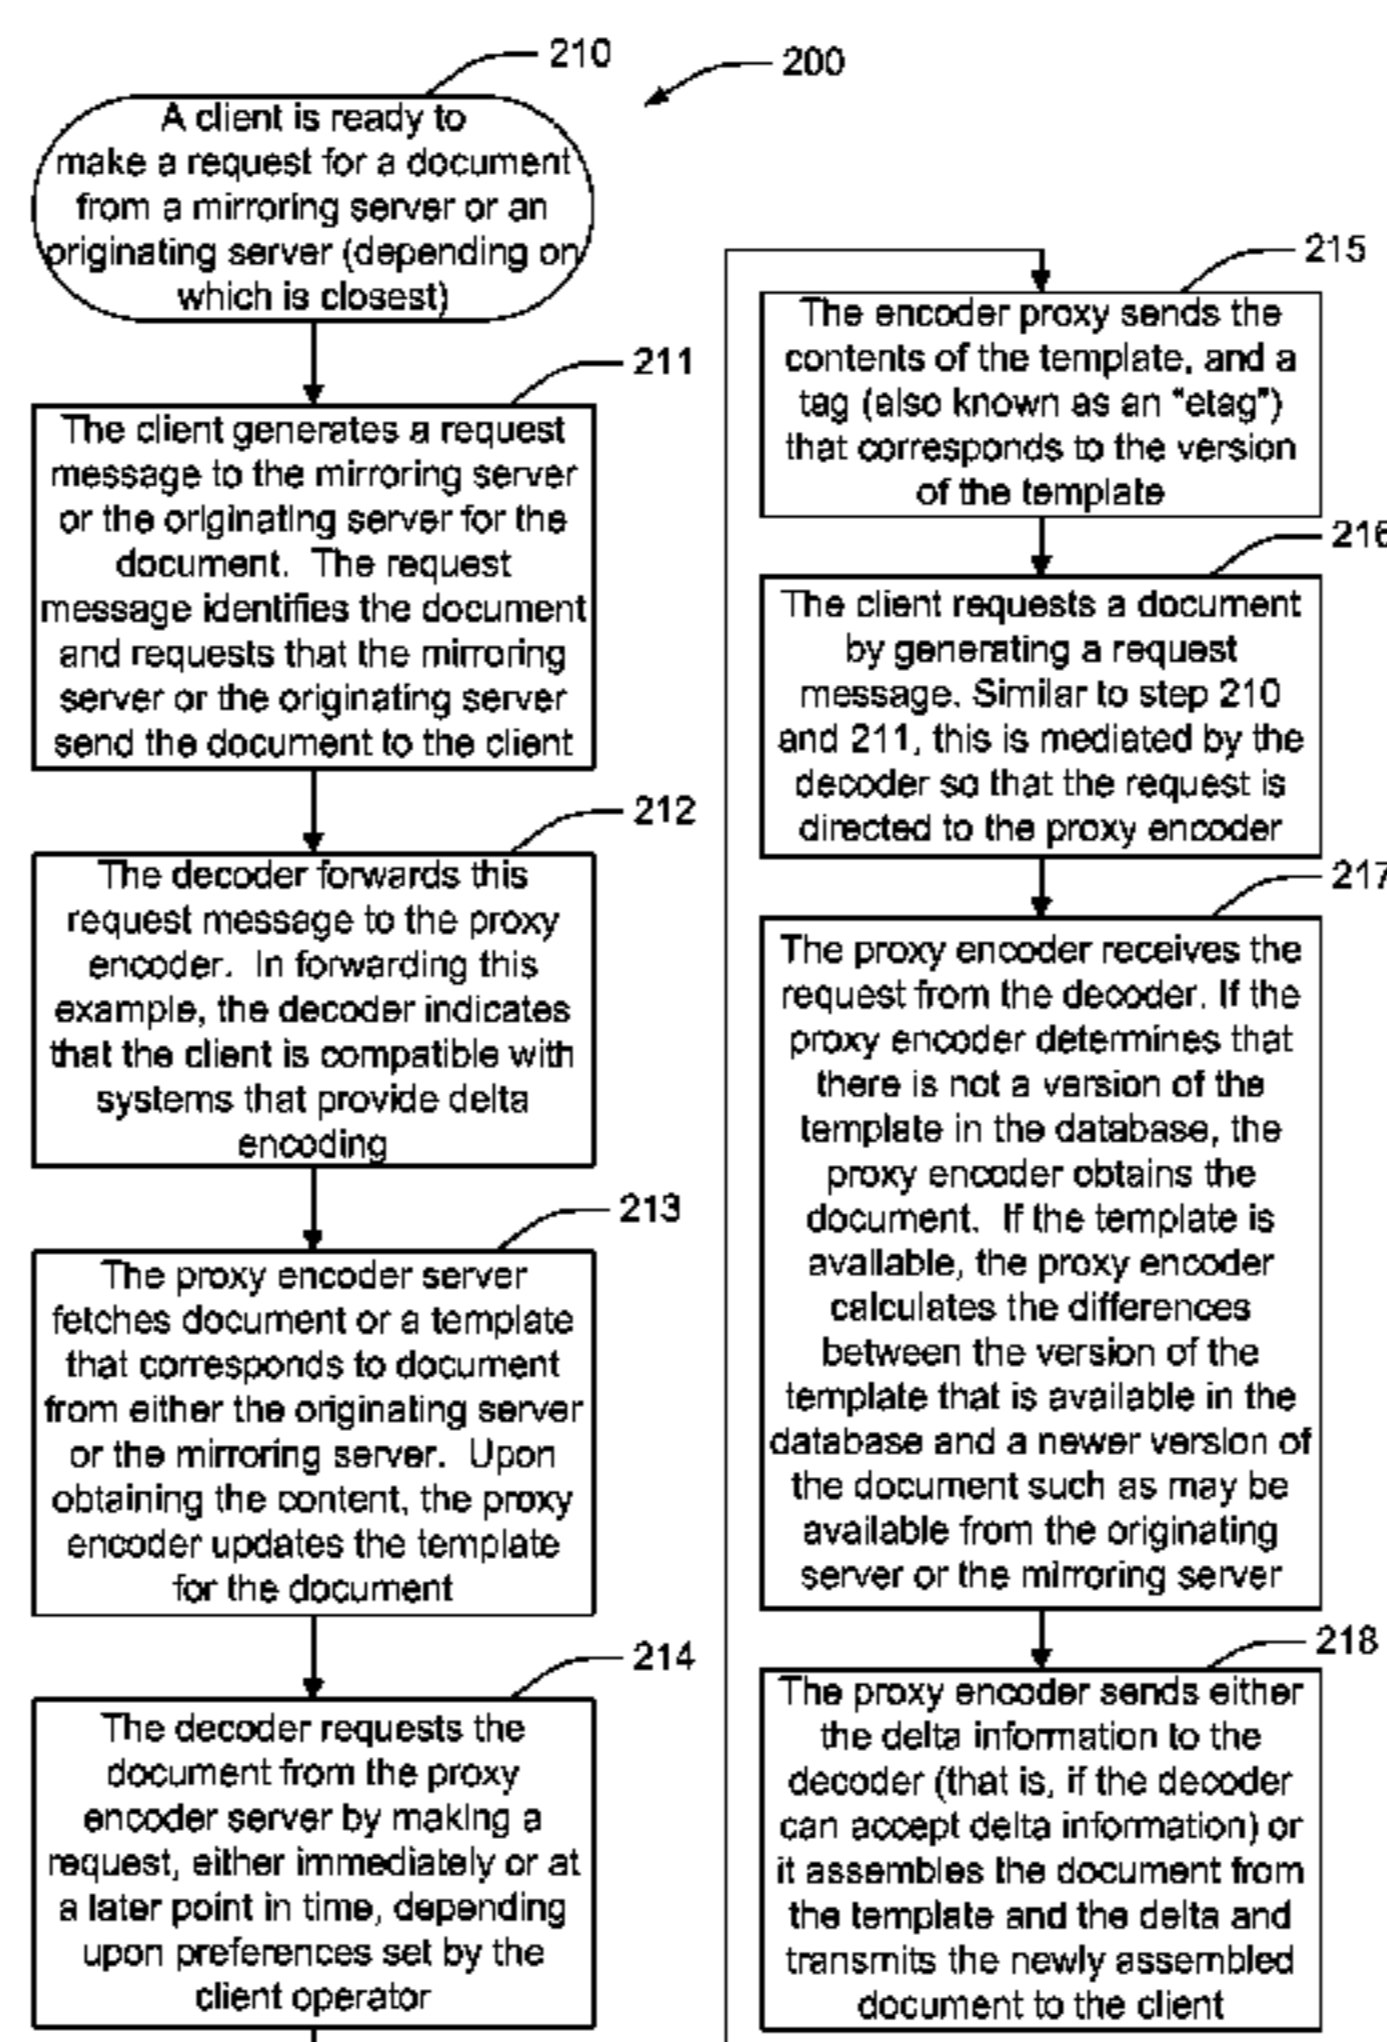 210
200
A client is ready to
make a request for a document
from a mirroring server or an
originating server (depending on
which is closest)
211
The client generates a request
message to the mirroring server
or the originating server for the
document. The request
message identifies the document
and requests that the mirroring
server or the originating server
send the document to the client
212
The decoder forwards this
request message to the proxy
encoder. In forwarding this
example, the decoder indicates
that the client is compatible with
systems that provide delta
encoding
213
The proxy encoder server
fetches document or a template
that corresponds to document
from either the originating server
or the mirroring server. Upon
obtaining the content, the proxy
encoder updates the template
for the document
214
The decoder requests the
document from the proxy
encoder server by making a
request, either immediately or at
a later point in time, depending
upon preferences set by the
client operator
215
The encoder proxy sends the
contents of the template, and a
tag (also known as an "etag")
that corresponds to the version
of the template
216
The client requests a document
by generating a request
message. Similar to step 210
and 211, this is mediated by the
decoder so that the request is
directed to the proxy encoder
217
The proxy encoder receives the
request from the decoder. If the
proxy encoder determines that
there is not a version of the
template in the database, the
proxy encoder obtains the
document. If the template is
available, the proxy encoder
calculates the differences
between the version of the
template that is available in the
database and a newer version of
the document such as may be
available from the originating
server or the mirroring server
218
The proxy encoder sends either
the delta information to the
decoder (that is, if the decoder
can accept delta information) or
it assembles the document from
the template and the delta and
transmits the newly assembled
document to the client